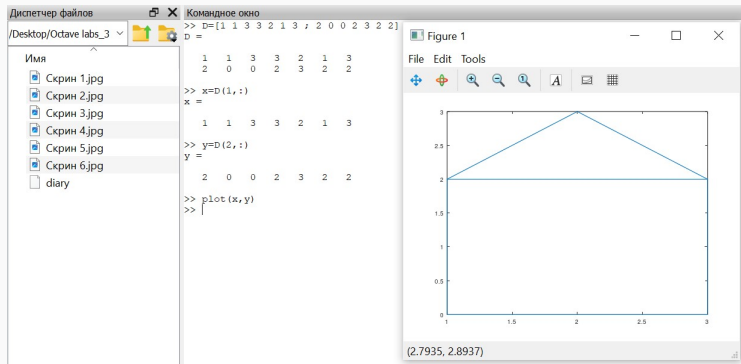 Диспетчер файлов
/Desktop/Octave labs_3
Имя
Скрин 1.jpg
Скрин 2.jpg
Скрин 3.jpg
Скрин 4.jpg
Скрин 5.jpg
Скрин 6.jpg
diary
Командное окно
>> D=[1 1 3 3 2 1 3 ; 2 0 0 2 3 2 2]
D =
1 1 3 3 2 1 3
2 0 0 2 3 2 2
>> x=D(1,:)
x =
1 1 3 3 2 1 3
>> y=D(2,:)
y =
2 0 0 2 3 2 2
>> plot(x,y)
>>
Figure 1
File Edit Tools
A
3
2.5
2
1.5
1
0.5
0
1 1.5 2 2.5 3
(2.7935, 2.8937)